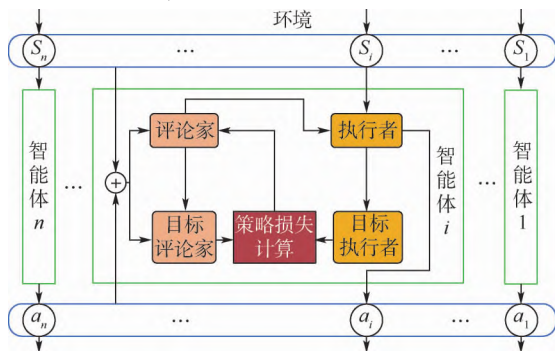 环境
S_n ... S_i ... S_1
评论家
执行者
智能体 n
...
+
智能体 i
...
智能体 1
目标
评论家
策略损失
计算
目标
执行者
a_n ... a_i ... a_1